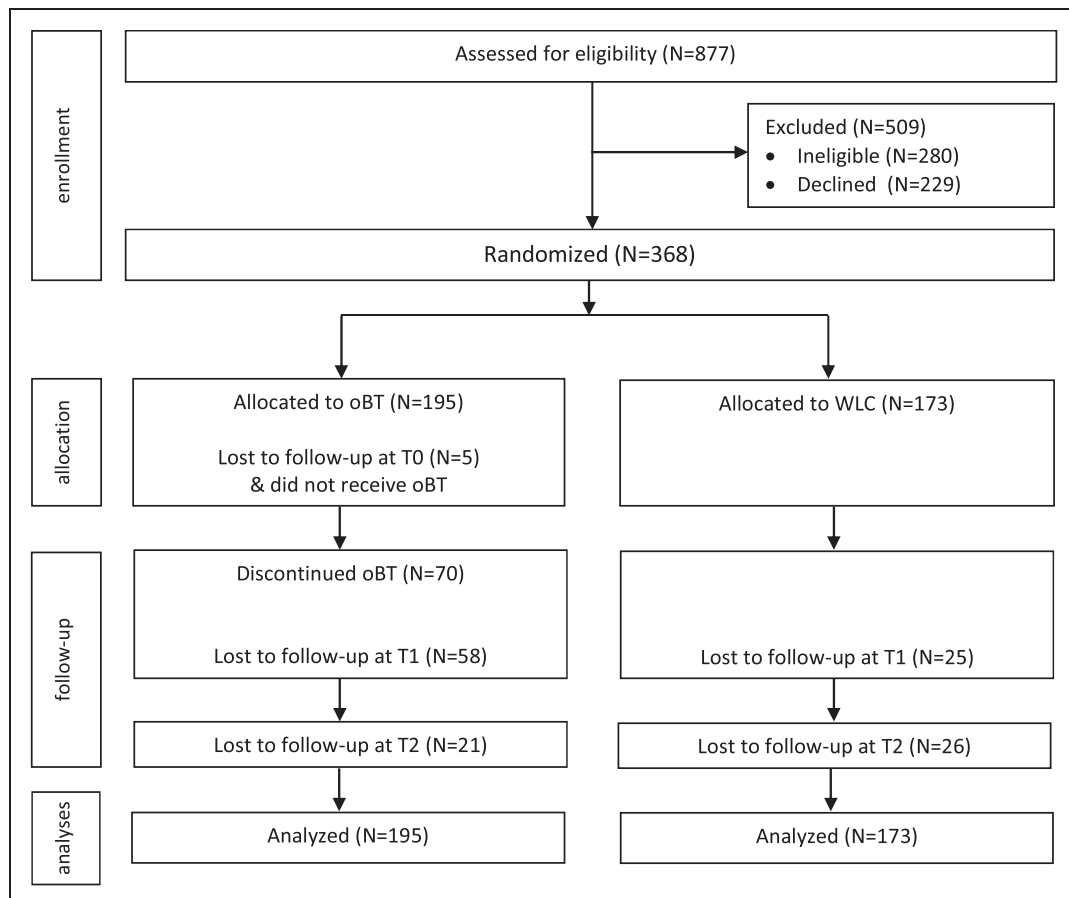 enrollment
Assessed for eligibility (N=877)
Excluded (N=509)
• Ineligible (N=280)
• Declined (N=229)
Randomized (N=368)
allocation
Allocated to oBT (N=195)
Lost to follow-up at T0 (N=5)
& did not receive oBT
Allocated to WLC (N=173)
follow-up
Discontinued oBT (N=70)
Lost to follow-up at T1 (N=58)
Lost to follow-up at T1 (N=25)
Lost to follow-up at T2 (N=21)
Lost to follow-up at T2 (N=26)
analyses
Analyzed (N=195)
Analyzed (N=173)